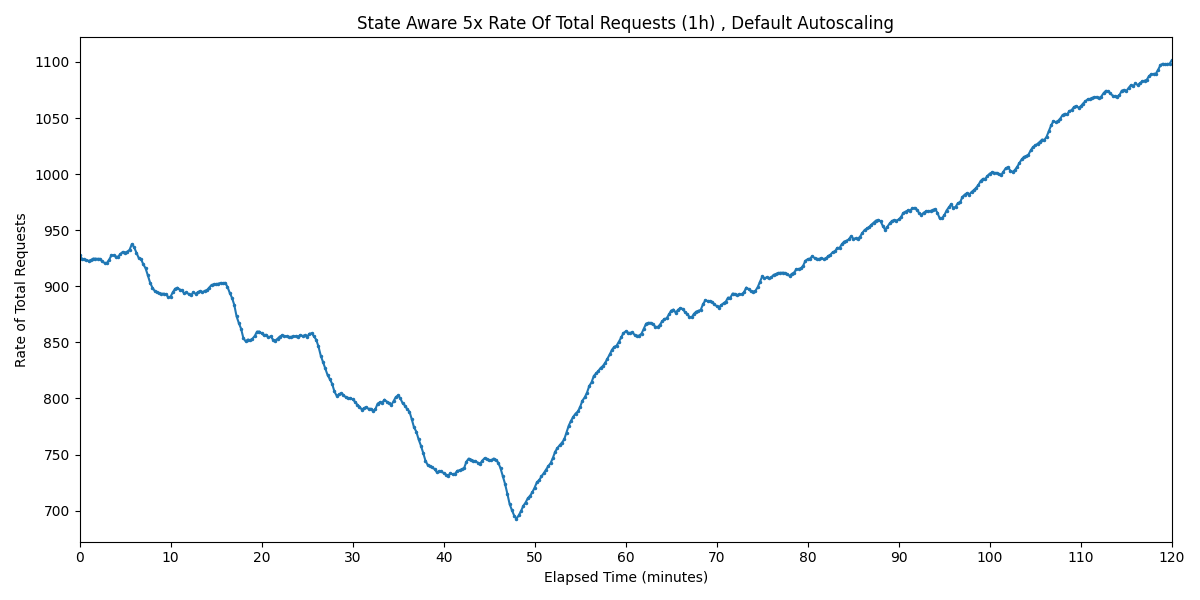 State Aware 5x Rate Of Total Requests (1h) , Default Autoscaling
Rate of Total Requests
1100
1050
1000
950
900
850
800
750
700
0 10 20 30 40 50 60 70 80 90 100 110 120
Elapsed Time (minutes)